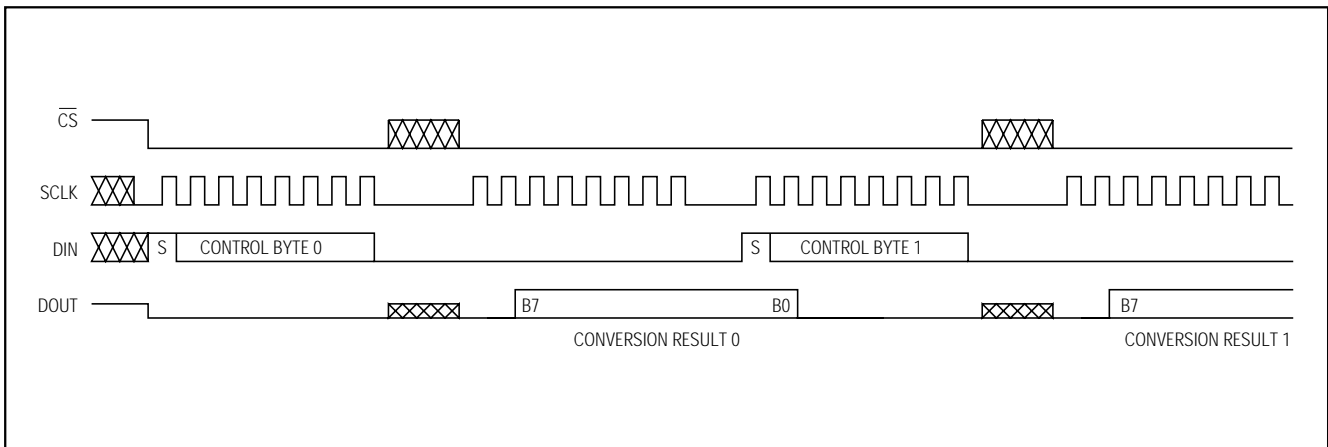 CS
SCLK
DIN S CONTROL BYTE 0 S CONTROL BYTE 1
DOUT B7 B0 B7
CONVERSION RESULT 0 CONVERSION RESULT 1